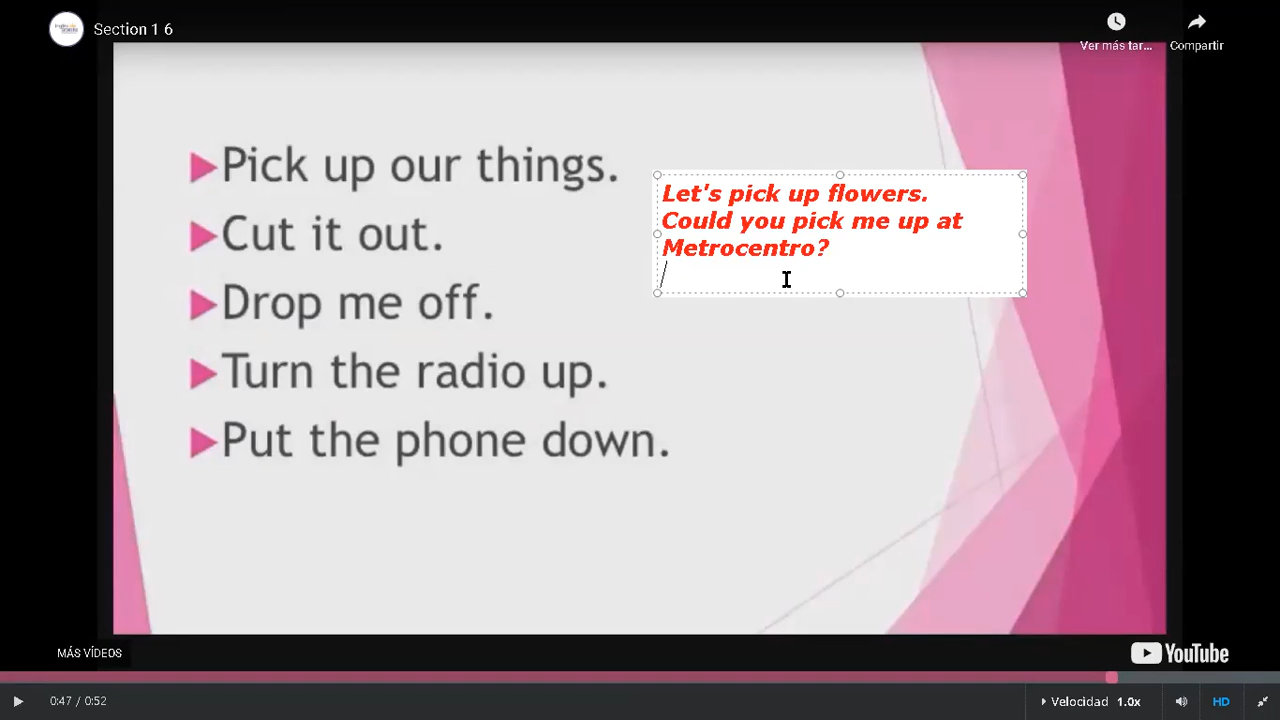 Section 1 6
Ver más tar...
Compartir
Pick up our things.
Cut it out.
Drop me off.
Turn the radio up.
Put the phone down.
Let's pick up flowers.
Could you pick me up at
Metrocentro?
MÁS VÍDEOS
YouTube
0:47 / 0:52
Velocidad 1.0x
HD